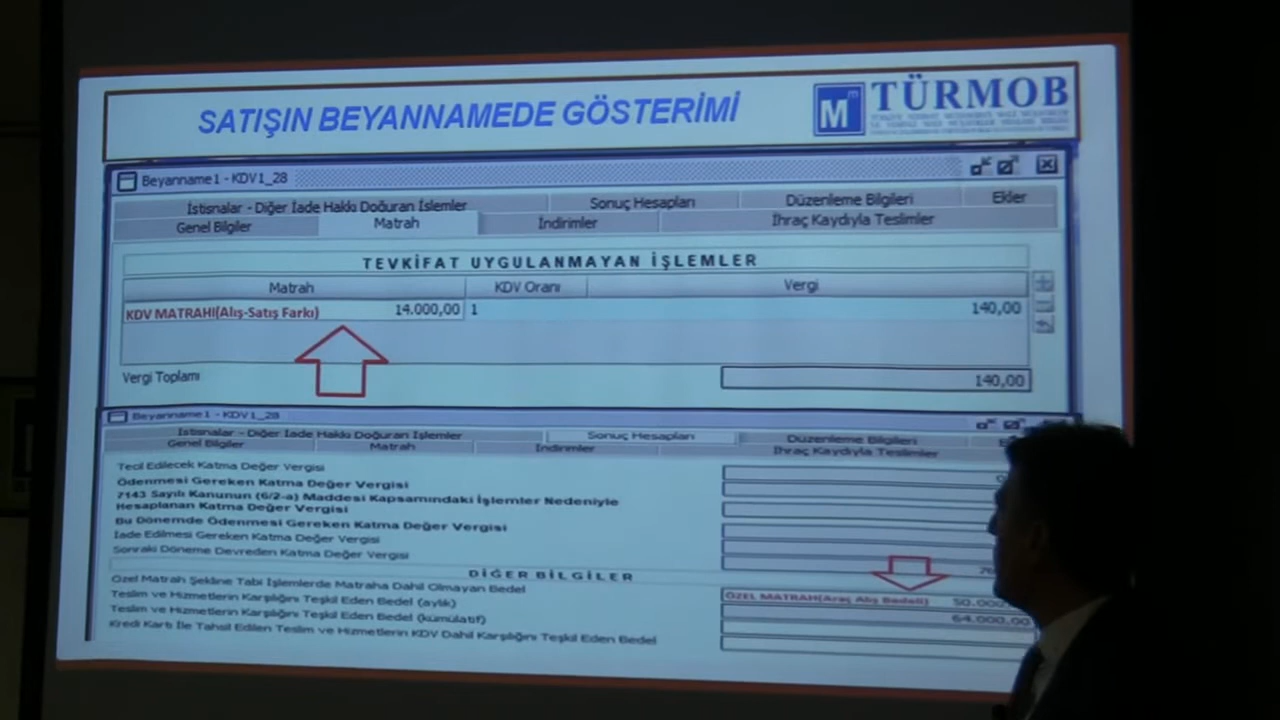 SATIŞIN BEYANNAMEDE GÖSTERİMİ
M
TÜRMOB
Beyanname1 - KDV1_28
İstisnalar - Diğer İade Hakkı Doğuran İşlemler Sonuç Hesapları Düzenleme Bilgileri Ekler
Genel Bilgiler Matrah İndirimler İhraç Kaydıyla Teslimler
TEVKİFAT UYGULANMAYAN İŞLEMLER
Matrah KDV Oranı Vergi
KDV MATRAHI(Alış-Satış Farkı) 14.000,00 1 140,00
Vergi Toplamı 140,00
Beyanname1 - KDV1_28
İstisnalar - Diğer İade Hakkı Doğuran İşlemler Sonuç Hesapları Düzenleme Bilgileri
Genel Bilgiler Matrah İndirimler İhraç Kaydıyla Teslimler
Tecil Edilecek Katma Değer Vergisi
Ödenmesi Gereken Katma Değer Vergisi
7143 Sayılı Kanunun (6/2-a) Maddesi Kapsamındaki İşlemler Nedeniyle
Hesaplanan Katma Değer Vergisi
Bu Dönemde Ödenmesi Gereken Katma Değer Vergisi
İade Edilmesi Gereken Katma Değer Vergisi
Sonraki Döneme Devreden Katma Değer Vergisi
DİĞER BİLGİLER
Özel Matrah Şekline Tabi İşlemlerde Matraha Dahil Olmayan Bedel ÖZEL MATRAH(Araç Alış Bedeli) 50.000
Teslim ve Hizmetlerin Karşılığını Teşkil Eden Bedel (aylık) 64.000,00
Teslim ve Hizmetlerin Karşılığını Teşkil Eden Bedel (kümülatif)
Kredi Kartı İle Tahsil Edilen Teslim ve Hizmetlerin KDV Dahil Karşılığını Teşkil Eden Bedel